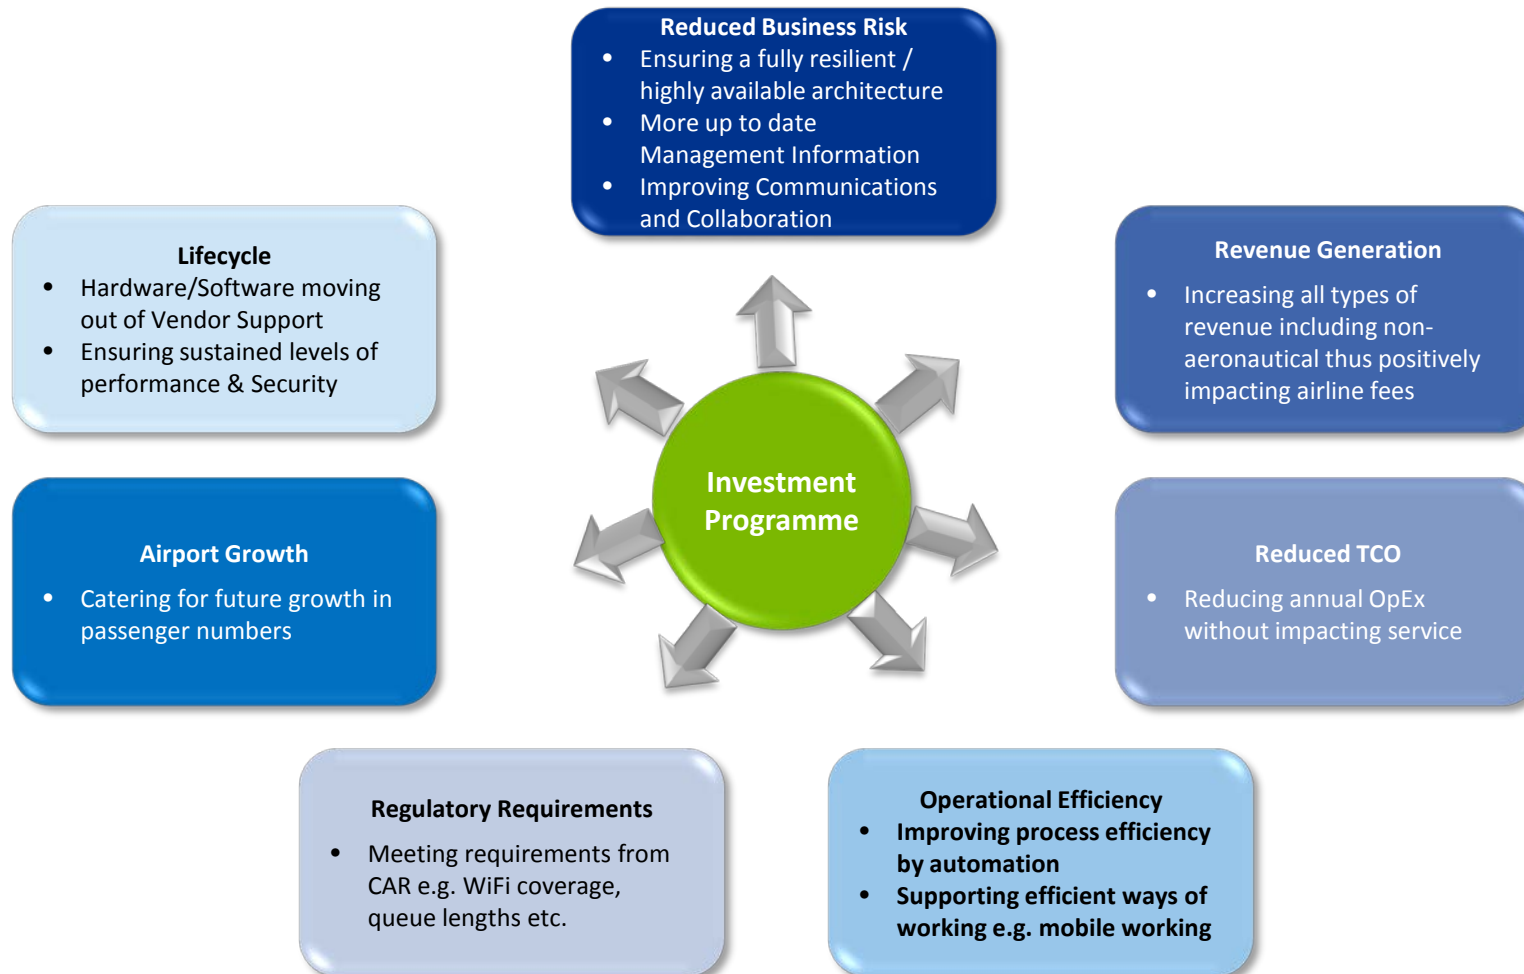 Reduced Business Risk
• Ensuring a fully resilient /
highly available architecture
• More up to date
Management Information
• Improving Communications
and Collaboration
Lifecycle
• Hardware/Software moving
out of Vendor Support
• Ensuring sustained levels of
performance & Security
Revenue Generation
• Increasing all types of
revenue including non-
aeronautical thus positively
impacting airline fees
Investment
Programme
Airport Growth
• Catering for future growth in
passenger numbers
Reduced TCO
• Reducing annual OpEx
without impacting service
Regulatory Requirements
• Meeting requirements from
CAR e.g. WiFi coverage,
queue lengths etc.
Operational Efficiency
• Improving process efficiency
by automation
• Supporting efficient ways of
working e.g. mobile working